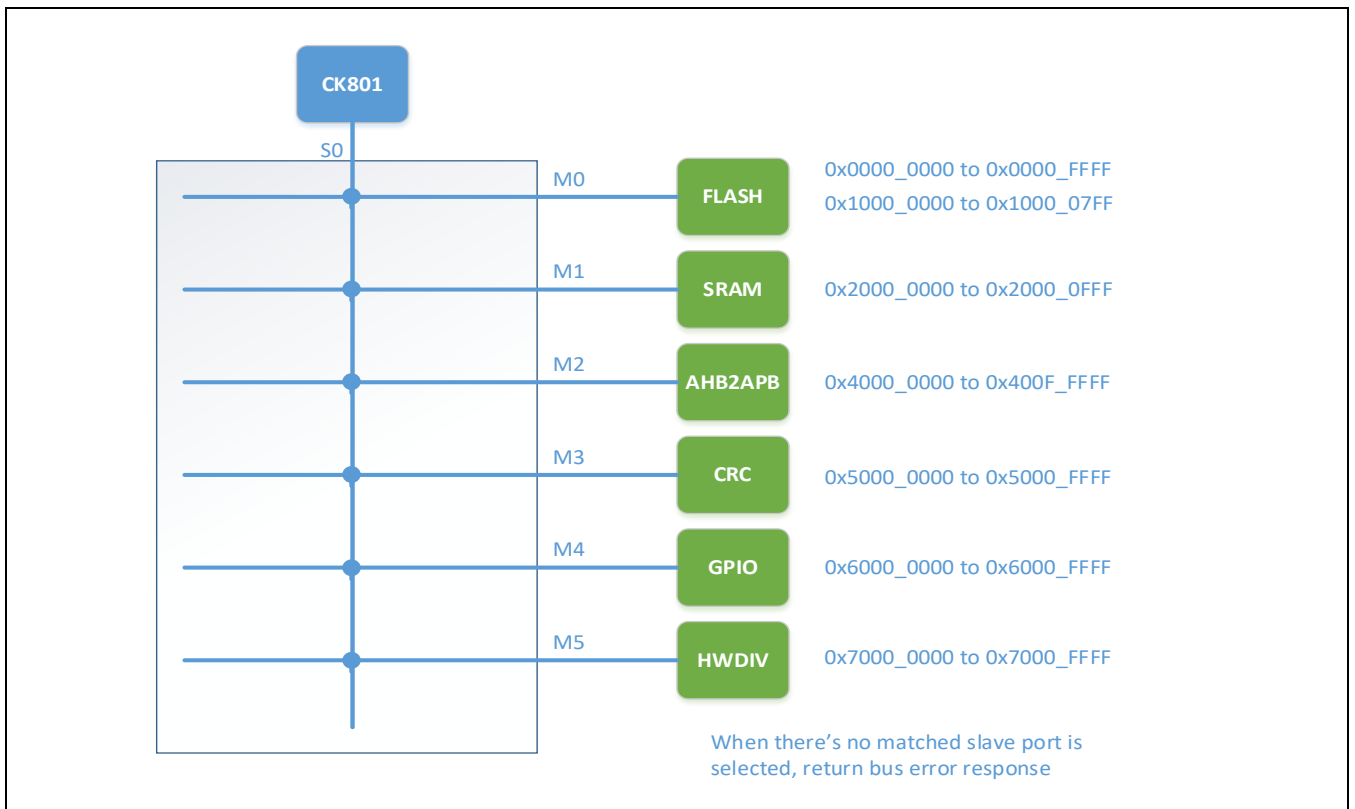 CK801
S0
M0
FLASH
0x0000_0000 to 0x0000_FFFF
0x1000_0000 to 0x1000_07FF
M1
SRAM
0x2000_0000 to 0x2000_0FFF
M2
AHB2APB
0x4000_0000 to 0x400F_FFFF
M3
CRC
0x5000_0000 to 0x5000_FFFF
M4
GPIO
0x6000_0000 to 0x6000_FFFF
M5
HWDIV
0x7000_0000 to 0x7000_FFFF
When there’s no matched slave port is
selected, return bus error response